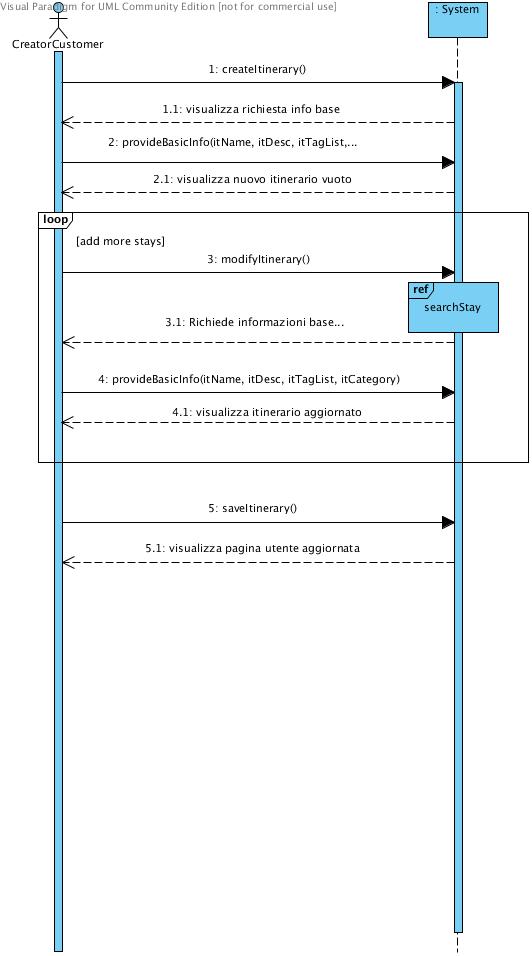 Visual Paradigm for UML Community Edition [not for commercial use]
: System
CreatorCustomer
1: createItinerary()
1.1: visualizza richiesta info base
2: provideBasicInfo(itName, itDesc, itTagList,...
2.1: visualizza nuovo itinerario vuoto
loop
[add more stays]
3: modifyItinerary()
ref
searchStay
3.1: Richiede informazioni base...
4: provideBasicInfo(itName, itDesc, itTagList, itCategory)
4.1: visualizza itinerario aggiornato
5: saveItinerary()
5.1: visualizza pagina utente aggiornata